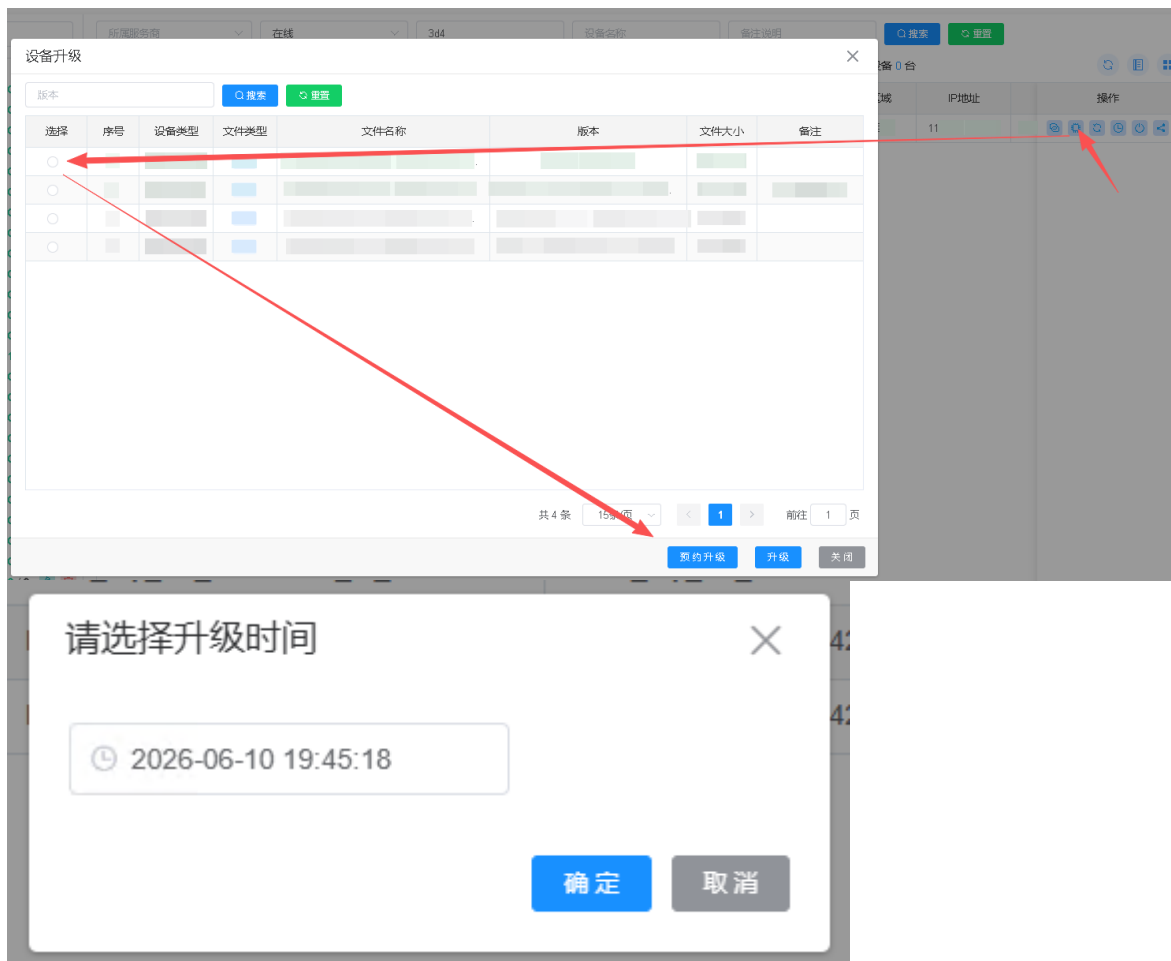 所属服务商 在线 3d4 设备名称 备注说明 搜索 重置
设备升级
设备 0 台
版本 搜索 重置
区域 IP地址 操作
选择 序号 设备类型 文件类型 文件名称 版本 文件大小 备注
11
共 4 条 15条/页 1 前往 1 页
预约升级 升级 关闭
请选择升级时间
42
2026-06-10 19:45:18
42
确定 取消